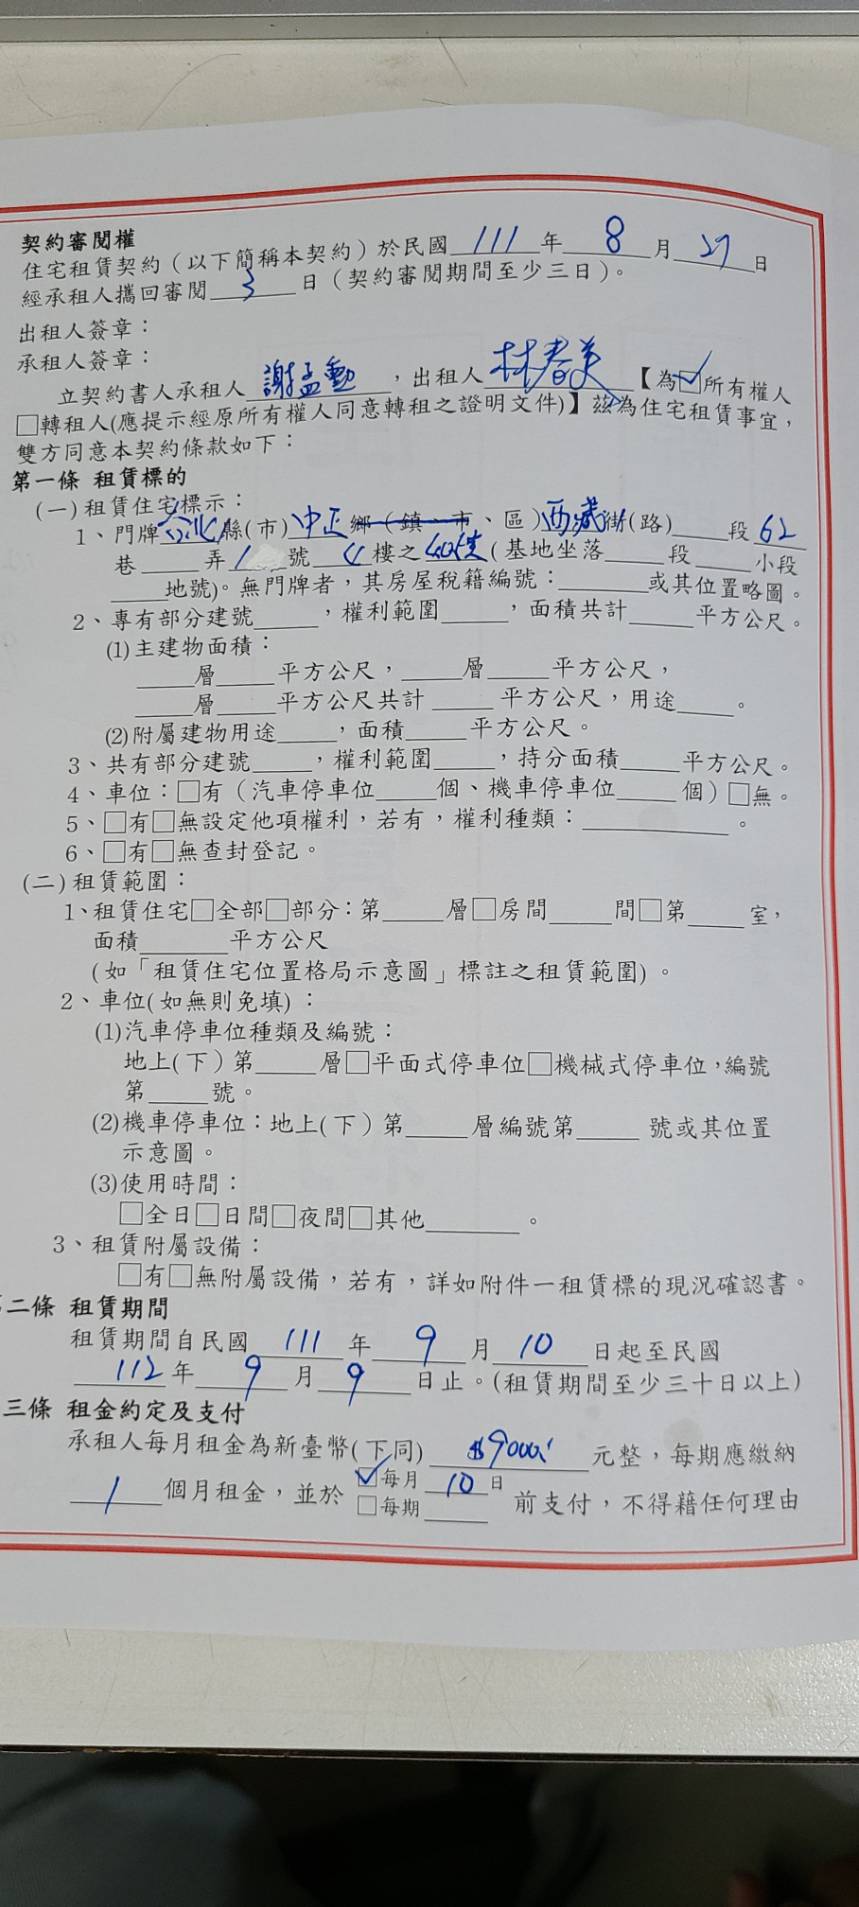 契約審閱權
住宅租賃契約（以下簡稱本契約）於民國111年8月27日
經承租人攜回審閱3日（契約審閱期間至少三日）。
出租人簽章：
承租人簽章：
立契約書人承租人謝孟勳，出租人林春美【為☑所有權人
□轉租人(應提示經原所有權人同意轉租之證明文件)】茲為住宅租賃事宜，
雙方同意本契約條款如下：
第一條 租賃標的
(一)租賃住宅標示：
1、門牌台北縣(市)中正鄉（鎮、市、區)西藏街(路)____段62
巷____弄1號4樓之(基地坐落____段____小段
____地號)。無門牌者，其房屋稅籍編號：____或其位置略圖。
2、專有部分建號____，權利範圍____，面積共計____平方公尺。
(1)主建物面積：
____層____平方公尺，____層____平方公尺，
____層____平方公尺共計____平方公尺，用途____。
(2)附屬建物用途____，面積____平方公尺。
3、共有部分建號____，權利範圍____，持分面積____平方公尺。
4、車位：□有（汽車停車位____個、機車停車位____個）□無。
5、□有□無設定他項權利，若有，權利種類：________。
6、□有□無查封登記。
(二)租賃範圍：
1、租賃住宅□全部□部分：第____層□房間____間□第____室，
面積____平方公尺
(如「租賃住宅位置格局示意圖」標註之租賃範圍)。
2、車位(如無則免填)：
(1)汽車停車位種類及編號：
地上(下)第____層□平面式停車位□機械式停車位，編號
第____號。
(2)機車停車位：地上(下)第____層編號第____號或其位置
示意圖。
(3)使用時間：
□全日□日間□夜間□其他____。
3、租賃附屬設備：
□有□無附屬設備，若有，詳如附件一租賃標的現況確認書。
二條 租賃期間
租賃期間自民國111年9月10日起至民國
112年9月9日止。(租賃期間至少三十日以上)
三條 租金約定及支付
承租人每月租金為新臺幣(下同)$9000元整，每期應繳納
1個月租金，並於☑每月10日
□每期____前支付，不得藉任何理由